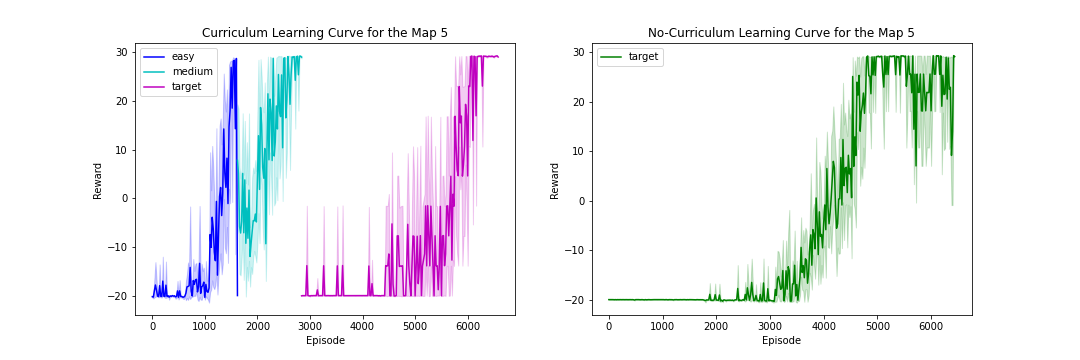 Curriculum Learning Curve for the Map 5
30
20
10
0
−10
−20
Reward
easy
medium
target
0 1000 2000 3000 4000 5000 6000
Episode
No-Curriculum Learning Curve for the Map 5
30
20
10
0
−10
−20
Reward
target
0 1000 2000 3000 4000 5000 6000
Episode